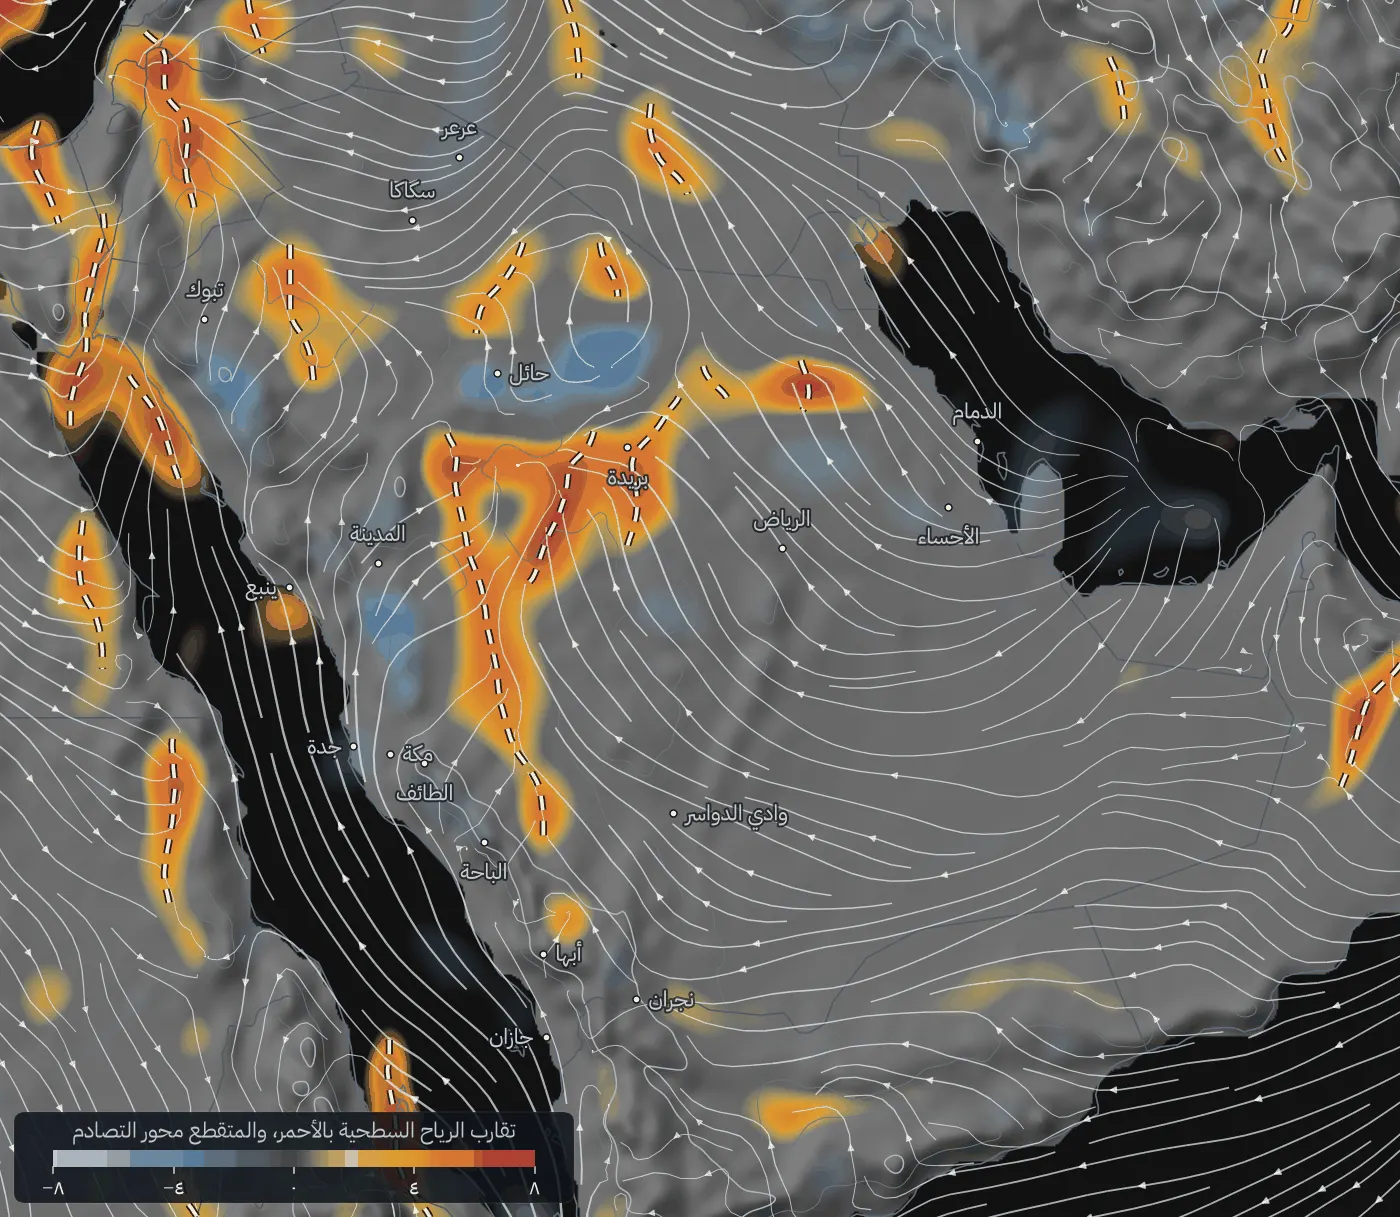 عرعر
سكاكا
تبوك
حائل
الدمام
بريدة
الرياض
المدينة
الأحساء
ينبع
جدة
مكة
الطائف
وادي الدواسر
الباحة
أبها
نجران
جازان
تقارب الرياح السطحية بالأحمر، والمتقطع محور التصادم
−٨ −٤ ٠ ٤ ٨